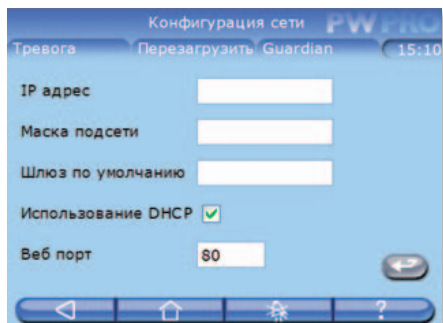 Конфигурация сети PWPRO
Тревога Перезагрузить Guardian 15:10
IP адрес
Маска подсети
Шлюз по умолчанию
Использование DHCP
Веб порт 80
?